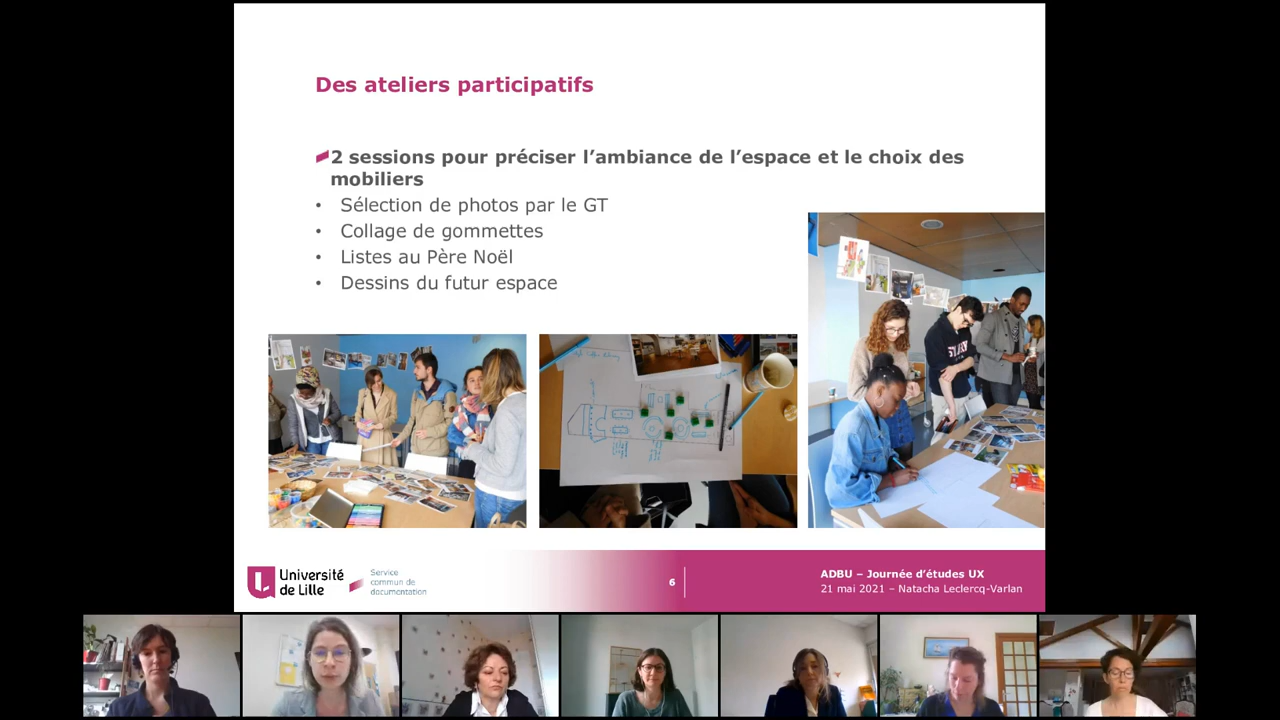 Des ateliers participatifs
2 sessions pour préciser l’ambiance de l’espace et le choix des
mobiliers
• Sélection de photos par le GT
• Collage de gommettes
• Listes au Père Noël
• Dessins du futur espace
Université
de Lille
Service
commun de
documentation
6
ADBU – Journée d’études UX
21 mai 2021 – Natacha Leclercq-Varlan